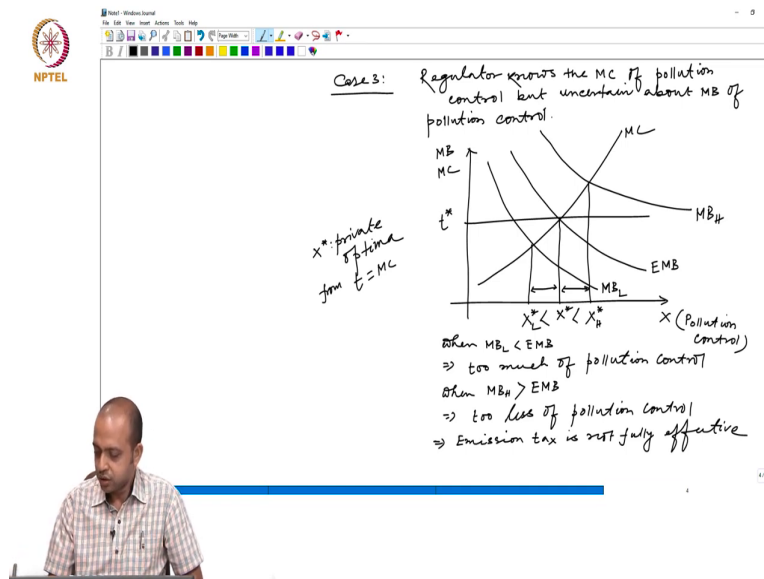 Note1 - Windows Journal
File Edit View Insert Actions Tools Help
Page Width
B I
NPTEL
Case 3: Regulator knows the MC of pollution
control but uncertain about MB of
pollution control.
MB
MC
MC
t*
MB_H
EMB
MB_L
x*: private
optima
from t = MC
X*_L < X* < X*_H
X (Pollution
control)
When MB_L < EMB
⇒ too much of pollution control
When MB_H > EMB
⇒ too less of pollution control
⇒ Emission tax is not fully effective
4